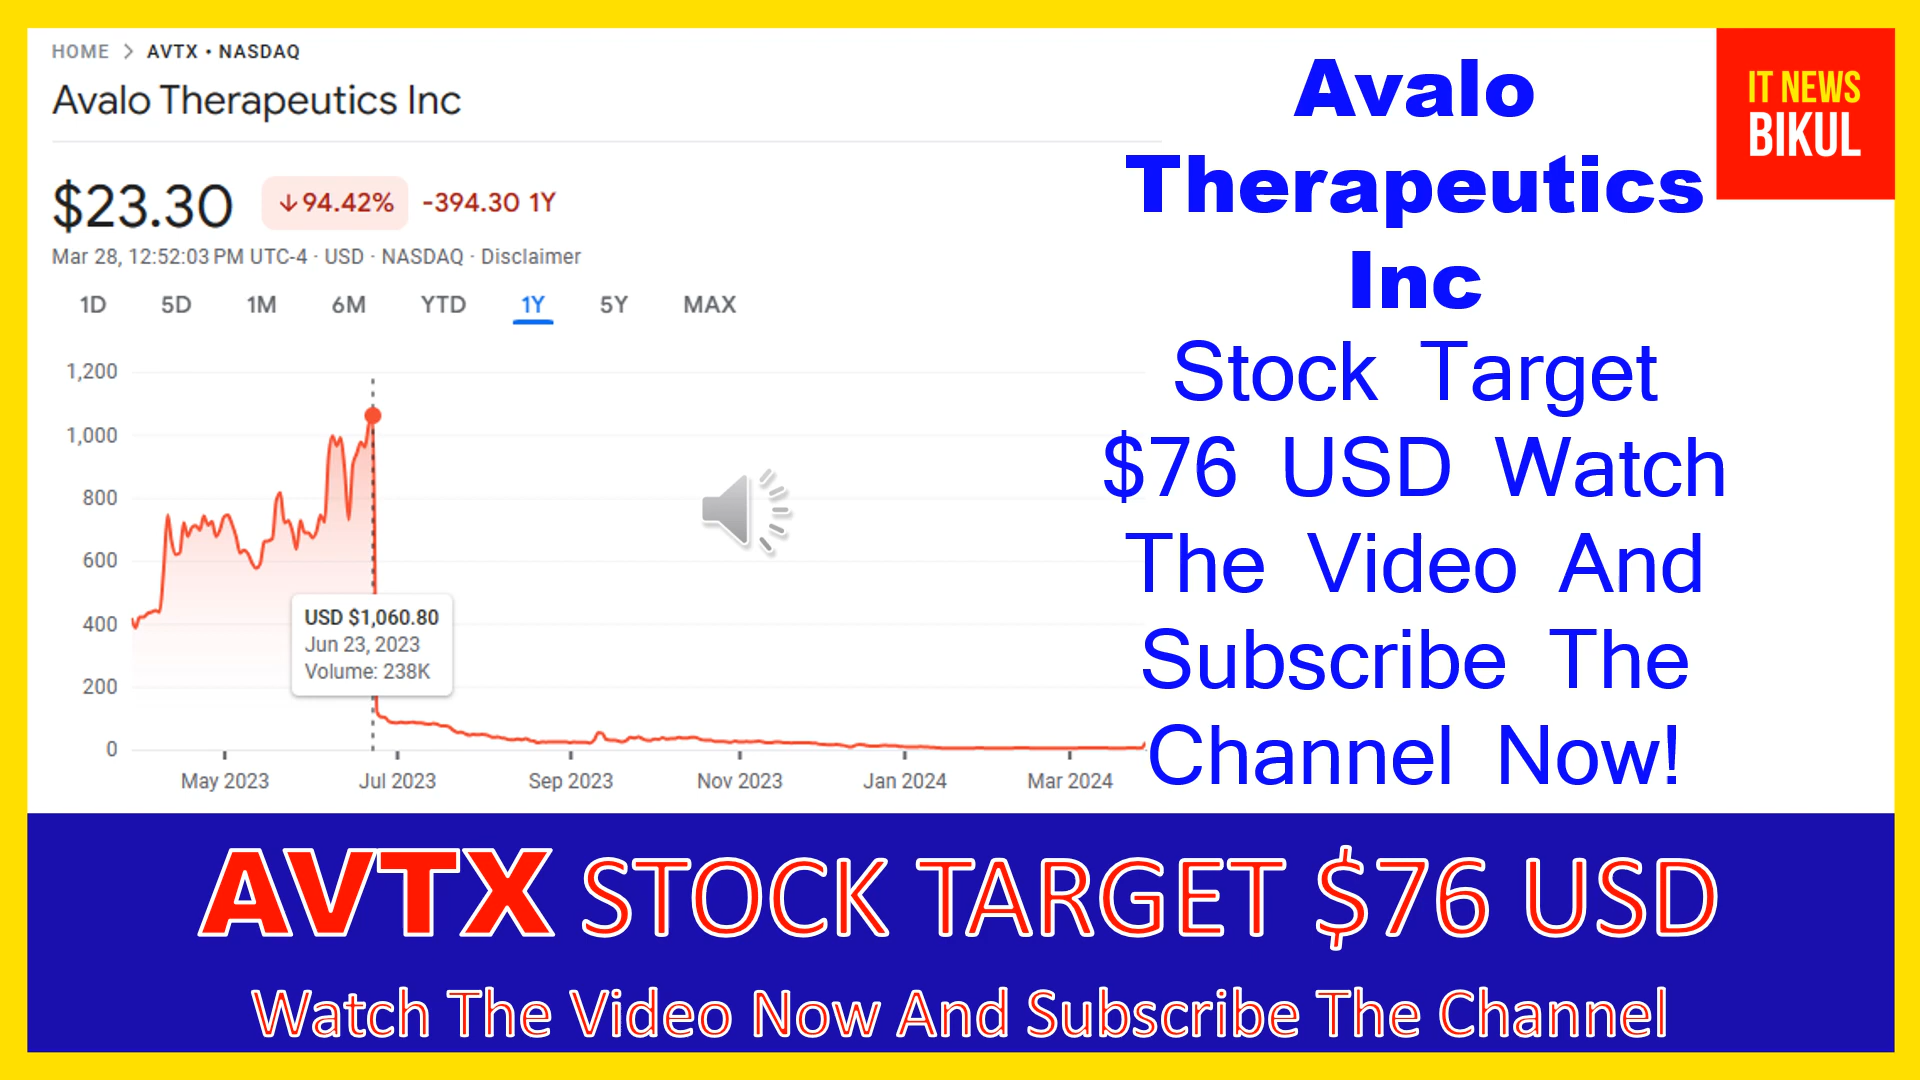 HOME > AVTX • NASDAQ
Avalo Therapeutics Inc
$23.30 ↓94.42% -394.30 1Y
Mar 28, 12:52:03 PM UTC-4 · USD · NASDAQ · Disclaimer
1D 5D 1M 6M YTD 1Y 5Y MAX
1,200
1,000
800
600
400
200
0
USD $1,060.80
Jun 23, 2023
Volume: 238K
May 2023 Jul 2023 Sep 2023 Nov 2023 Jan 2024 Mar 2024
Avalo
Therapeutics
Inc
Stock Target
$76 USD Watch
The Video And
Subscribe The
Channel Now!
IT NEWS
BIKUL
AVTX STOCK TARGET $76 USD
Watch The Video Now And Subscribe The Channel